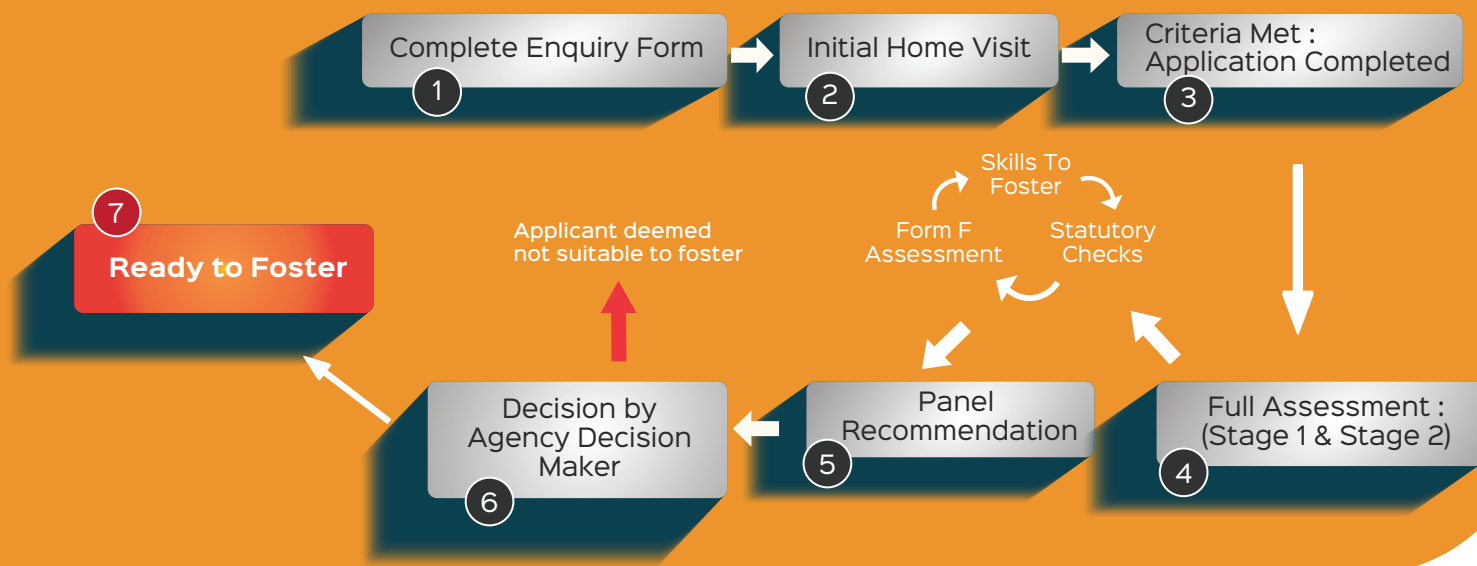 Complete Enquiry Form
1
Initial Home Visit
2
Criteria Met :
Application Completed
3
Skills To
Foster
Form F
Assessment
Statutory
Checks
Full Assessment :
(Stage 1 & Stage 2)
4
Panel
Recommendation
5
Decision by
Agency Decision
Maker
6
Applicant deemed
not suitable to foster
7
Ready to Foster